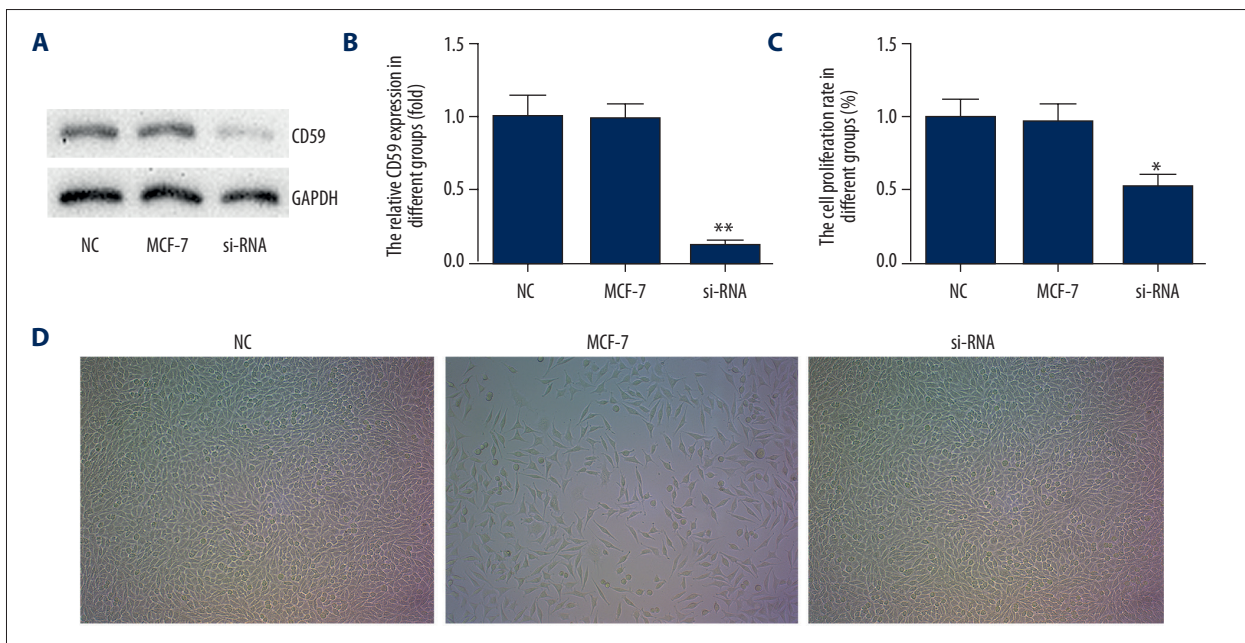 A
CD59
GAPDH
NC MCF-7 si-RNA
B
The relative CD59 expression in
different groups (fold)
1.5
1.0
0.5
0.0
**
NC MCF-7 si-RNA
C
The cell proliferation rate in
different groups (%)
1.5
1.0
0.5
0.0
*
NC MCF-7 si-RNA
D
NC MCF-7 si-RNA